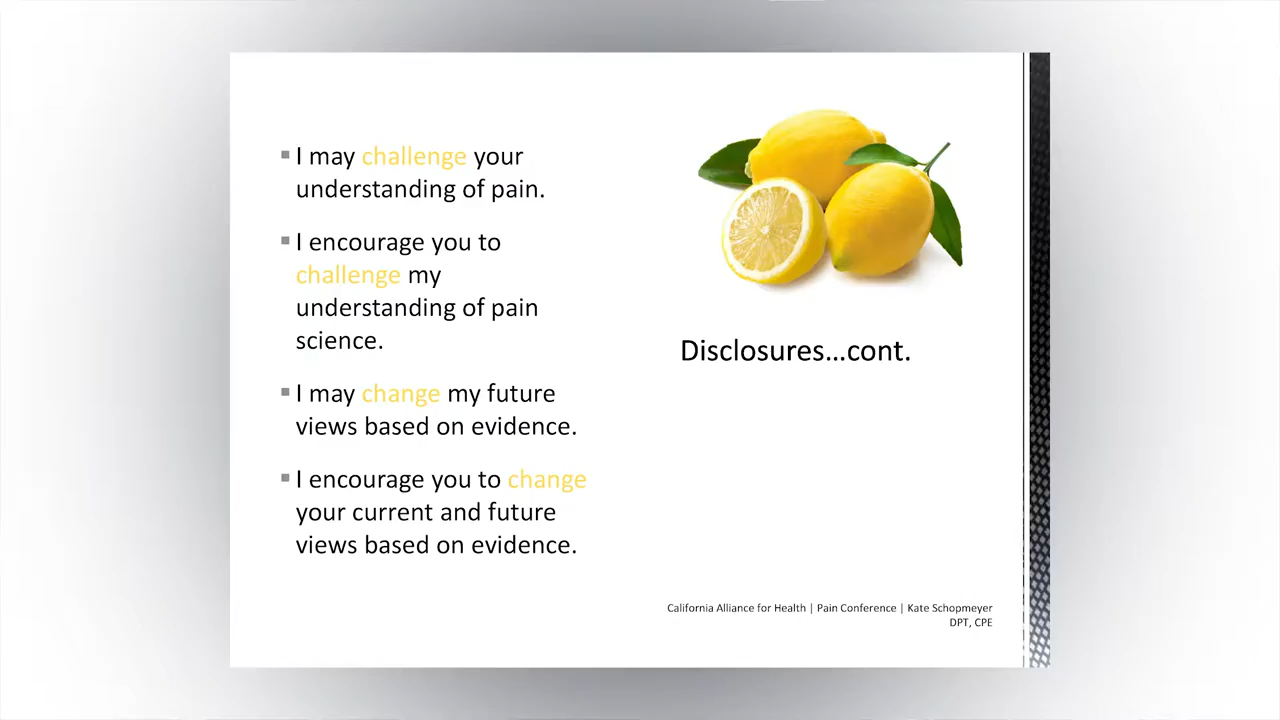 I may challenge your
understanding of pain.
I encourage you to
challenge my
understanding of pain
science.
I may change my future
views based on evidence.
I encourage you to change
your current and future
views based on evidence.
Disclosures...cont.
California Alliance for Health | Pain Conference | Kate Schopmeyer
DPT, CPE